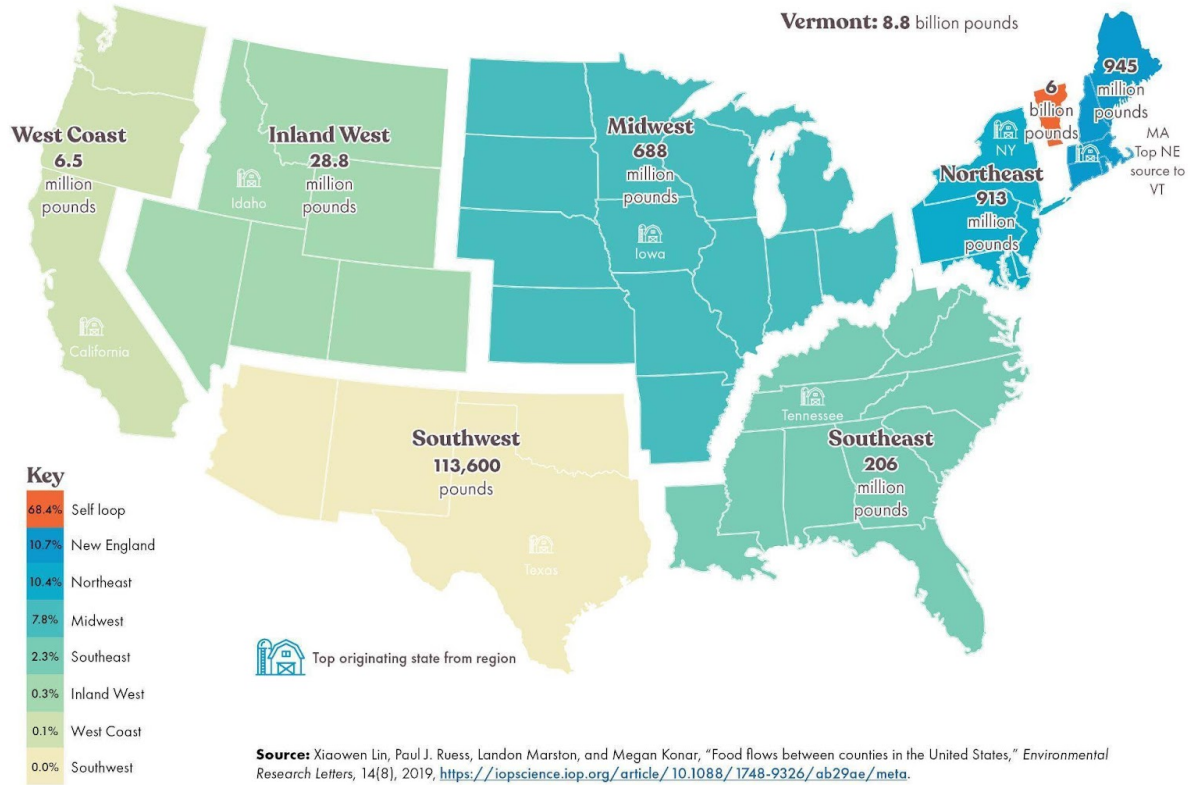 Vermont: 8.8 billion pounds
West Coast
6.5
million
pounds
California
Inland West
28.8
million
pounds
Idaho
Midwest
688
million
pounds
Iowa
6
billion
pounds
945
million
pounds
MA
Top NE
source to
VT
NY
Northeast
913
million
pounds
Southwest
113,600
pounds
Texas
Tennessee
Southeast
206
million
pounds
Key
68.4% Self loop
10.7% New England
10.4% Northeast
7.8% Midwest
2.3% Southeast
0.3% Inland West
0.1% West Coast
0.0% Southwest
Top originating state from region
Source: Xiaowen Lin, Paul J. Ruess, Landon Marston, and Megan Konar, “Food flows between counties in the United States,” Environmental
Research Letters, 14(8), 2019, https://iopscience.iop.org/article/10.1088/1748-9326/ab29ae/meta.